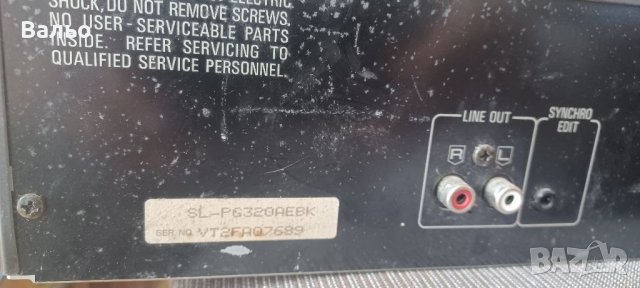 SHOCK, DO NOT REMOVE SCREWS.
NO USER-SERVICEABLE PARTS
INSIDE. REFER SERVICING TO
QUALIFIED SERVICE PERSONNEL.
Вальо
LINE OUT
SYNCHRO
EDIT
R
L
SL-PG320AEBK
SER.NO. VT2FA07689
bazar